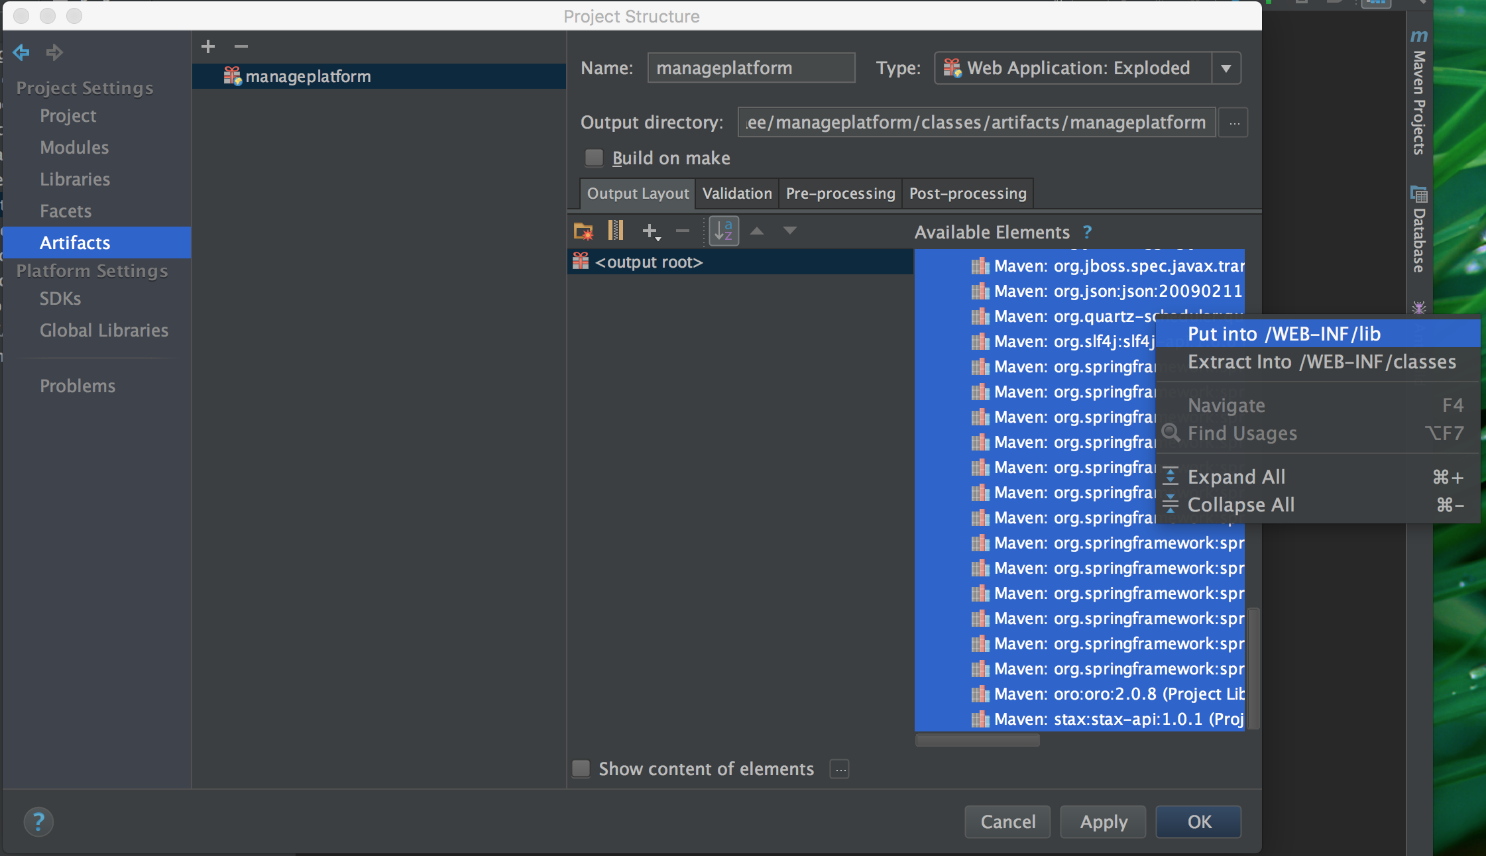 Project Structure
Project Settings
Project
Modules
Libraries
Facets
Artifacts
Platform Settings
SDKs
Global Libraries
Problems
manageplatform
Name: manageplatform Type: Web Application: Exploded
Output directory: .ee/manageplatform/classes/artifacts/manageplatform ...
Build on make
Output Layout Validation Pre-processing Post-processing
Available Elements ?
<output root>
Maven: org.jboss.spec.javax.tran
Maven: org.json:json:20090211
Maven: org.quartz-
Maven: org.slf4j:slf4j
Maven: org.springfra
Maven: org.springfra
Maven: org.springfra
Maven: org.springfra
Maven: org.springfra
Maven: org.springfra
Maven: org.springfra
Maven: org.springframework:spr
Maven: org.springframework:spr
Maven: org.springframework:spr
Maven: org.springframework:spr
Maven: org.springframework:spr
Maven: org.springframework:spr
Maven: oro:oro:2.0.8 (Project Lib
Maven: stax:stax-api:1.0.1 (Proj
Put into /WEB-INF/lib
Extract Into /WEB-INF/classes
Navigate F4
Find Usages ⌥F7
Expand All ⌘+
Collapse All ⌘-
Show content of elements ...
? Cancel Apply OK
m Maven Projects
Database